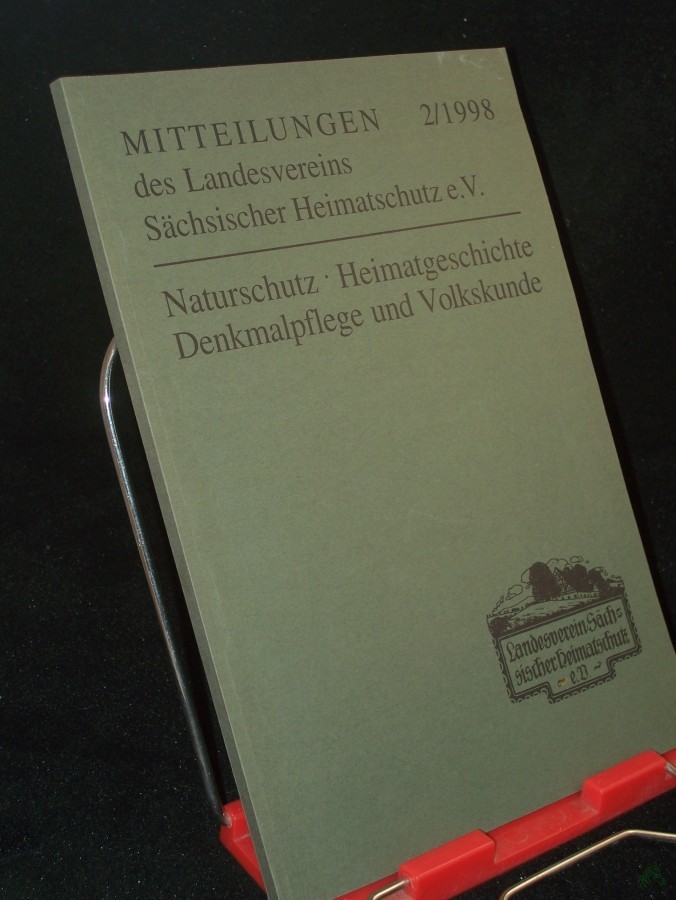 MITTEILUNGEN 2/1998
des Landesvereins
Sächsischer Heimatschutz e.V.
Naturschutz · Heimatgeschichte
Denkmalpflege und Volkskunde
Landesverein Säch=
sischer Heimatschutz
e.V